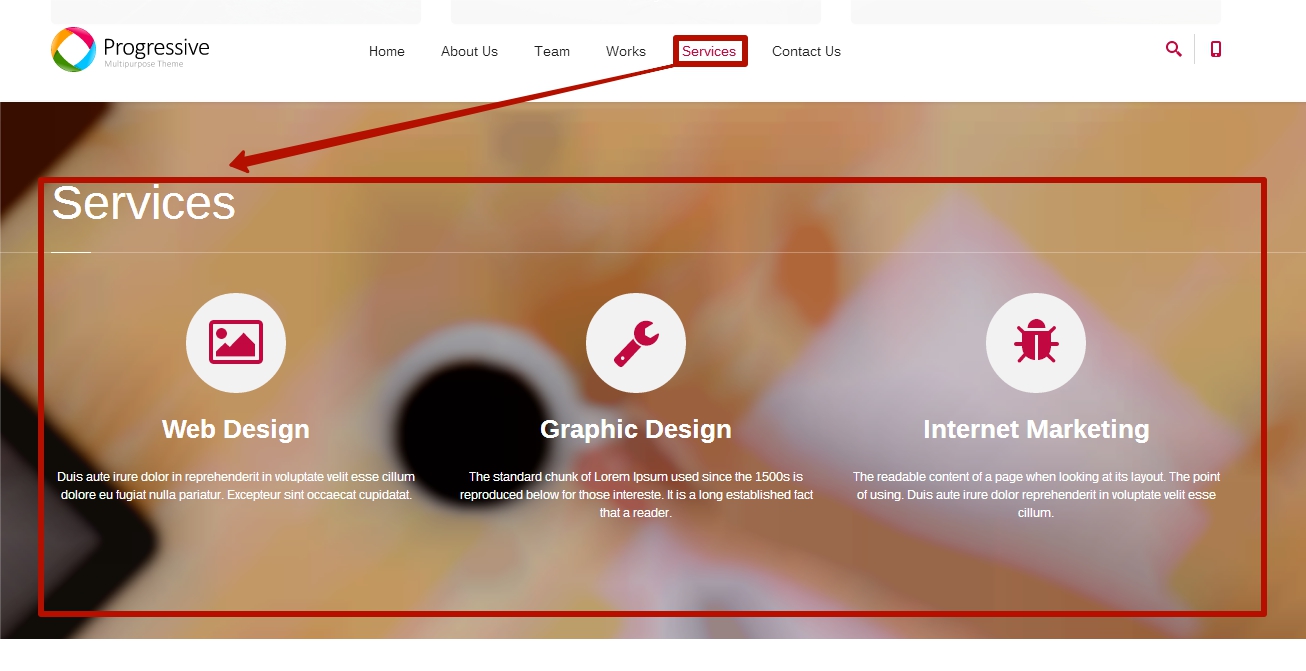 Progressive
Multipurpose Theme
Home About Us Team Works Services Contact Us
Services
Web Design
Duis aute irure dolor in reprehenderit in voluptate velit esse cillum
dolore eu fugiat nulla pariatur. Excepteur sint occaecat cupidatat.
Graphic Design
The standard chunk of Lorem Ipsum used since the 1500s is
reproduced below for those intereste. It is a long established fact
that a reader.
Internet Marketing
The readable content of a page when looking at its layout. The point
of using. Duis aute irure dolor reprehenderit in voluptate velit esse
cillum.